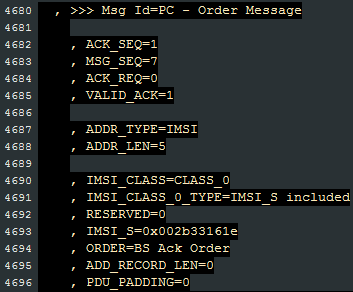 4680 , >>> Msg Id=PC - Order Message
4681
4682 , ACK_SEQ=1
4683 , MSG_SEQ=7
4684 , ACK_REQ=0
4685 , VALID_ACK=1
4686
4687 , ADDR_TYPE=IMSI
4688 , ADDR_LEN=5
4689
4690 , IMSI_CLASS=CLASS_0
4691 , IMSI_CLASS_0_TYPE=IMSI_S included
4692 , RESERVED=0
4693 , IMSI_S=0x002b33161e
4694 , ORDER=BS Ack Order
4695 , ADD_RECORD_LEN=0
4696 , PDU_PADDING=0